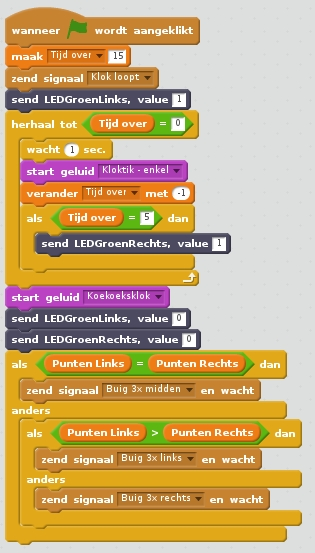 wanneer wordt aangeklikt
maak Tijd over 15
zend signaal Klok loopt
send LEDGroenLinks, value 1
herhaal tot Tijd over = 0
wacht 1 sec.
start geluid Kloktik - enkel
verander Tijd over met -1
als Tijd over = 5 dan
send LEDGroenRechts, value 1
start geluid Koekoeksklok
send LEDGroenLinks, value 0
send LEDGroenRechts, value 0
als Punten Links = Punten Rechts dan
zend signaal Buig 3x midden en wacht
anders
als Punten Links > Punten Rechts dan
zend signaal Buig 3x links en wacht
anders
zend signaal Buig 3x rechts en wacht